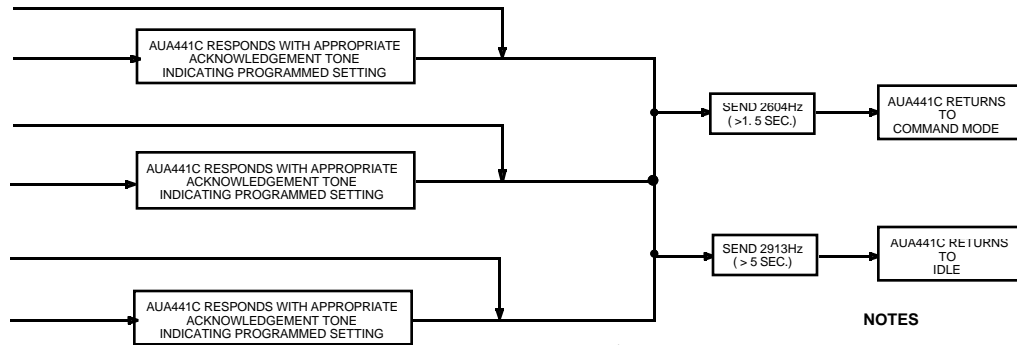 AUA441C RESPONDS WITH APPROPRIATE
ACKNOWLEDGEMENT TONE
INDICATING PROGRAMMED SETTING
SEND 2604Hz
( >1. 5 SEC.)
AUA441C RETURNS
TO
COMMAND MODE
AUA441C RESPONDS WITH APPROPRIATE
ACKNOWLEDGEMENT TONE
INDICATING PROGRAMMED SETTING
SEND 2913Hz
( > 5 SEC.)
AUA441C RETURNS
TO
IDLE
AUA441C RESPONDS WITH APPROPRIATE
ACKNOWLEDGEMENT TONE
INDICATING PROGRAMMED SETTING
NOTES